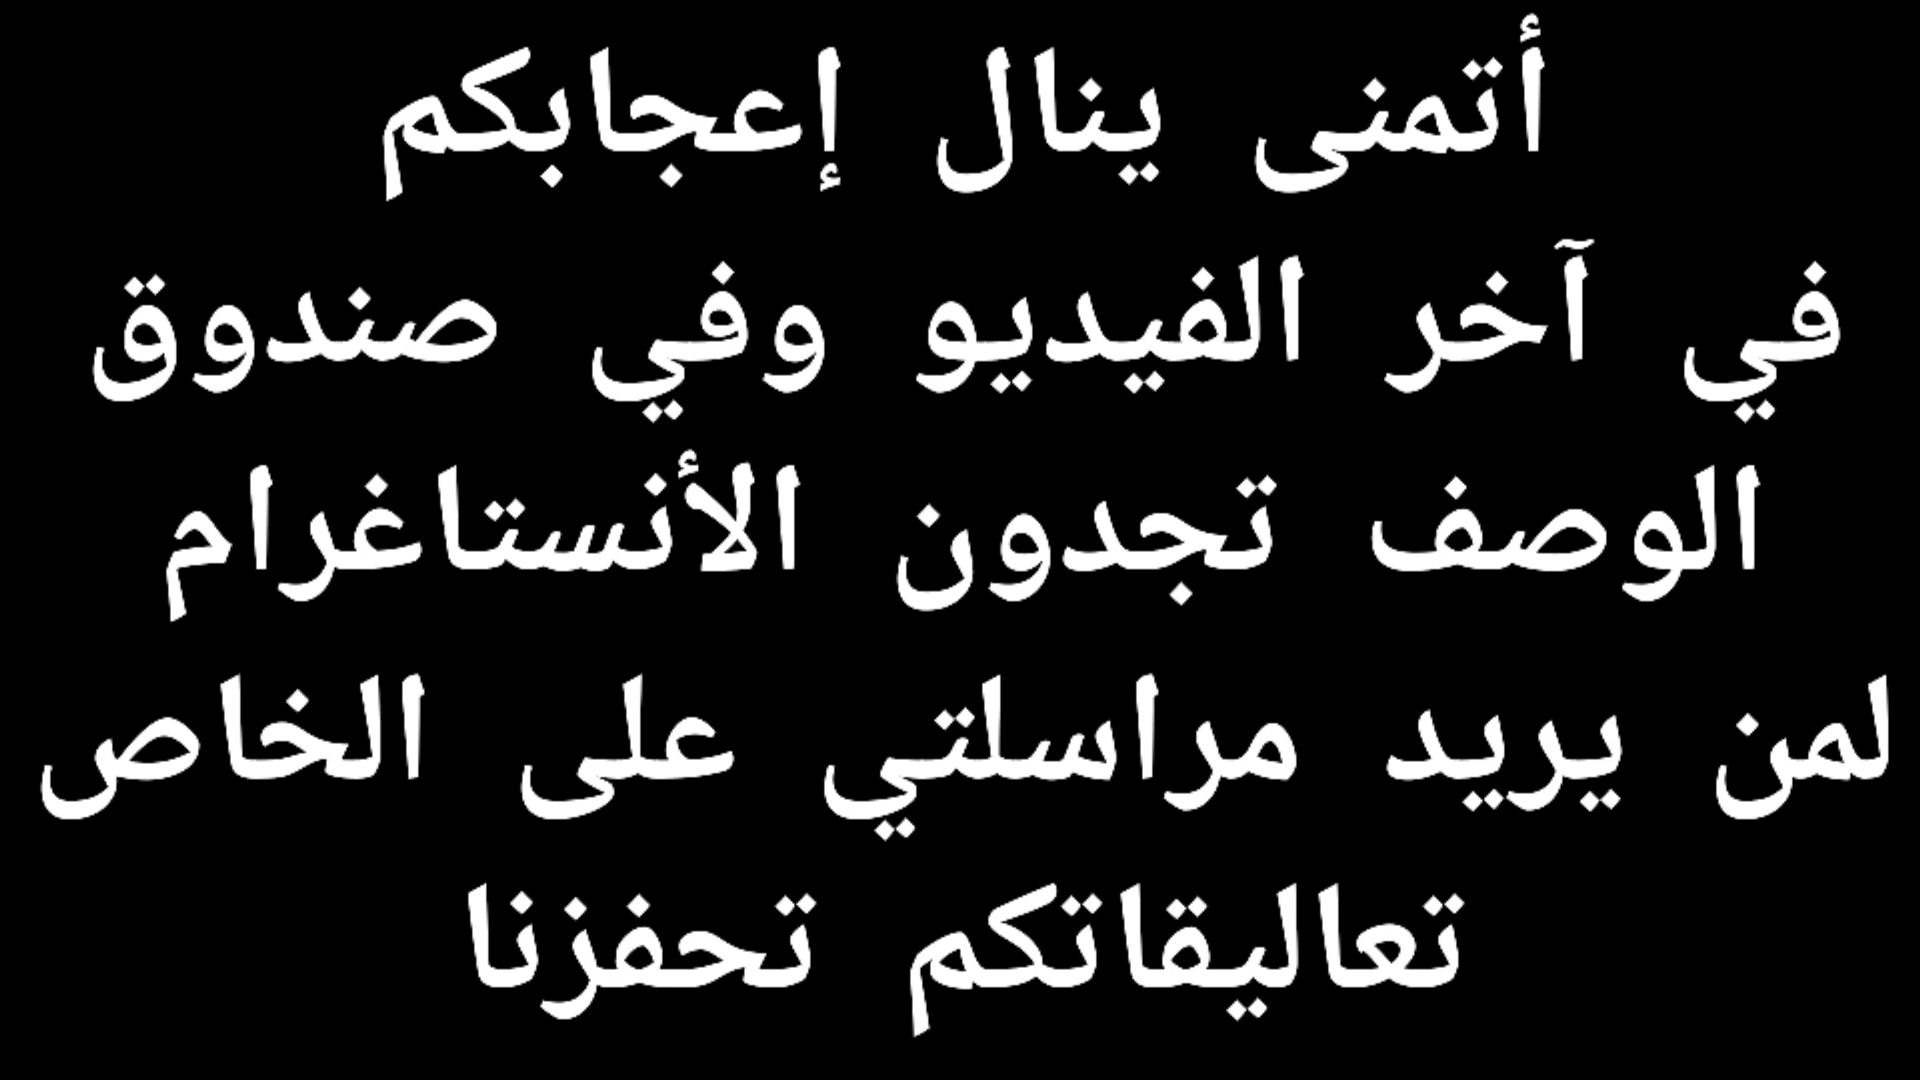 أتمنى ينال إعجابكم
في آخر الفيديو وفي صندوق
الوصف تجدون الأنستاغرام
لمن يريد مراسلتي على الخاص
تعاليقاتكم تحفزنا